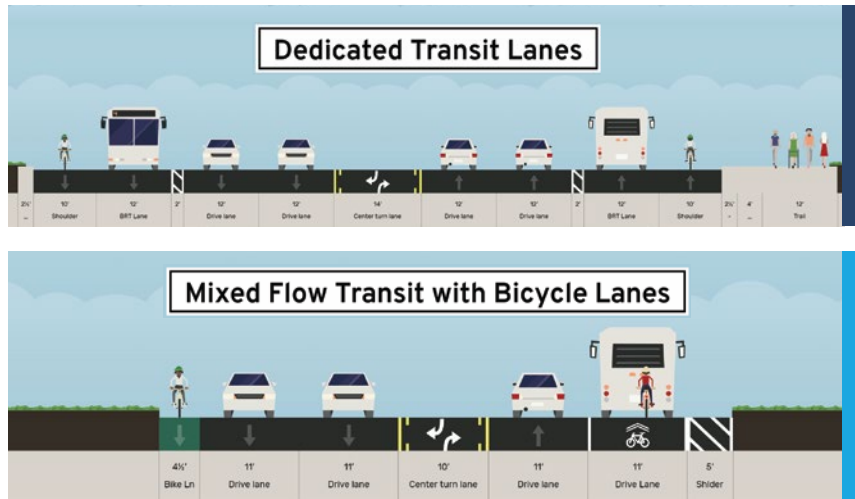 Dedicated Transit Lanes
2½' 10' 12' 2' 12' 12' 14' 12' 12' 2' 12' 10' 2½' 4' 12'
Shoulder BRT Lane Drive lane Drive lane Center turn lane Drive lane Drive lane BRT Lane Shoulder Trail
Mixed Flow Transit with Bicycle Lanes
4½' 11' 11' 10' 11' 11' 5'
Bike Ln Drive lane Drive lane Center turn lane Drive lane Drive Lane Shlder